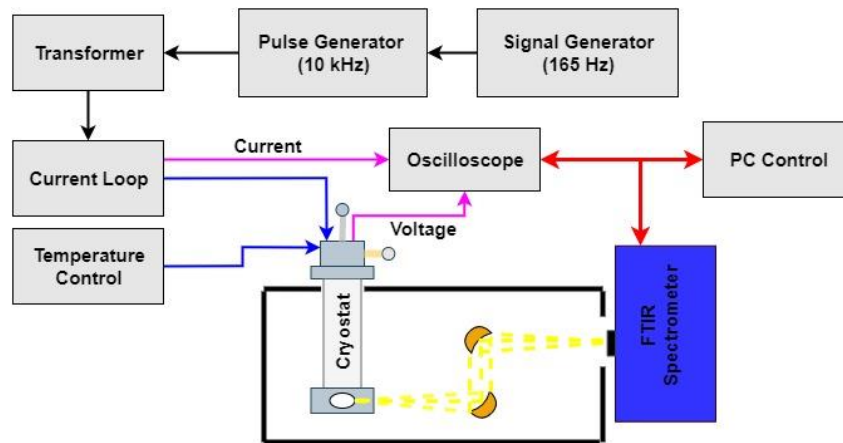 Transformer
Pulse Generator
(10 kHz)
Signal Generator
(165 Hz)
Current Loop
Current
Oscilloscope
PC Control
Voltage
Temperature
Control
Cryostat
FTIR
Spectrometer